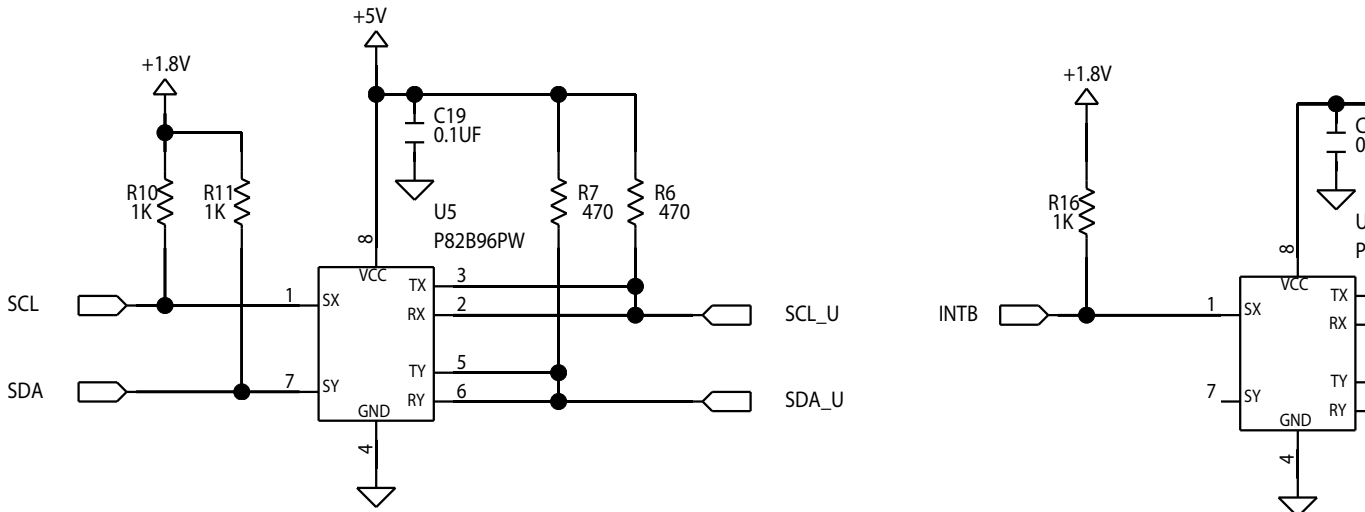 +5V
+1.8V
C19
0.1UF
R10
1K
R11
1K
R7
470
R6
470
U5
P82B96PW
8
VCC
SCL
1
SX
TX
3
RX
2
SCL_U
SDA
7
SY
TY
5
RY
6
SDA_U
GND
4
+1.8V
C
0
R16
1K
U
P
8
VCC
INTB
1
SX
TX
RX
7
SY
TY
RY
GND
4